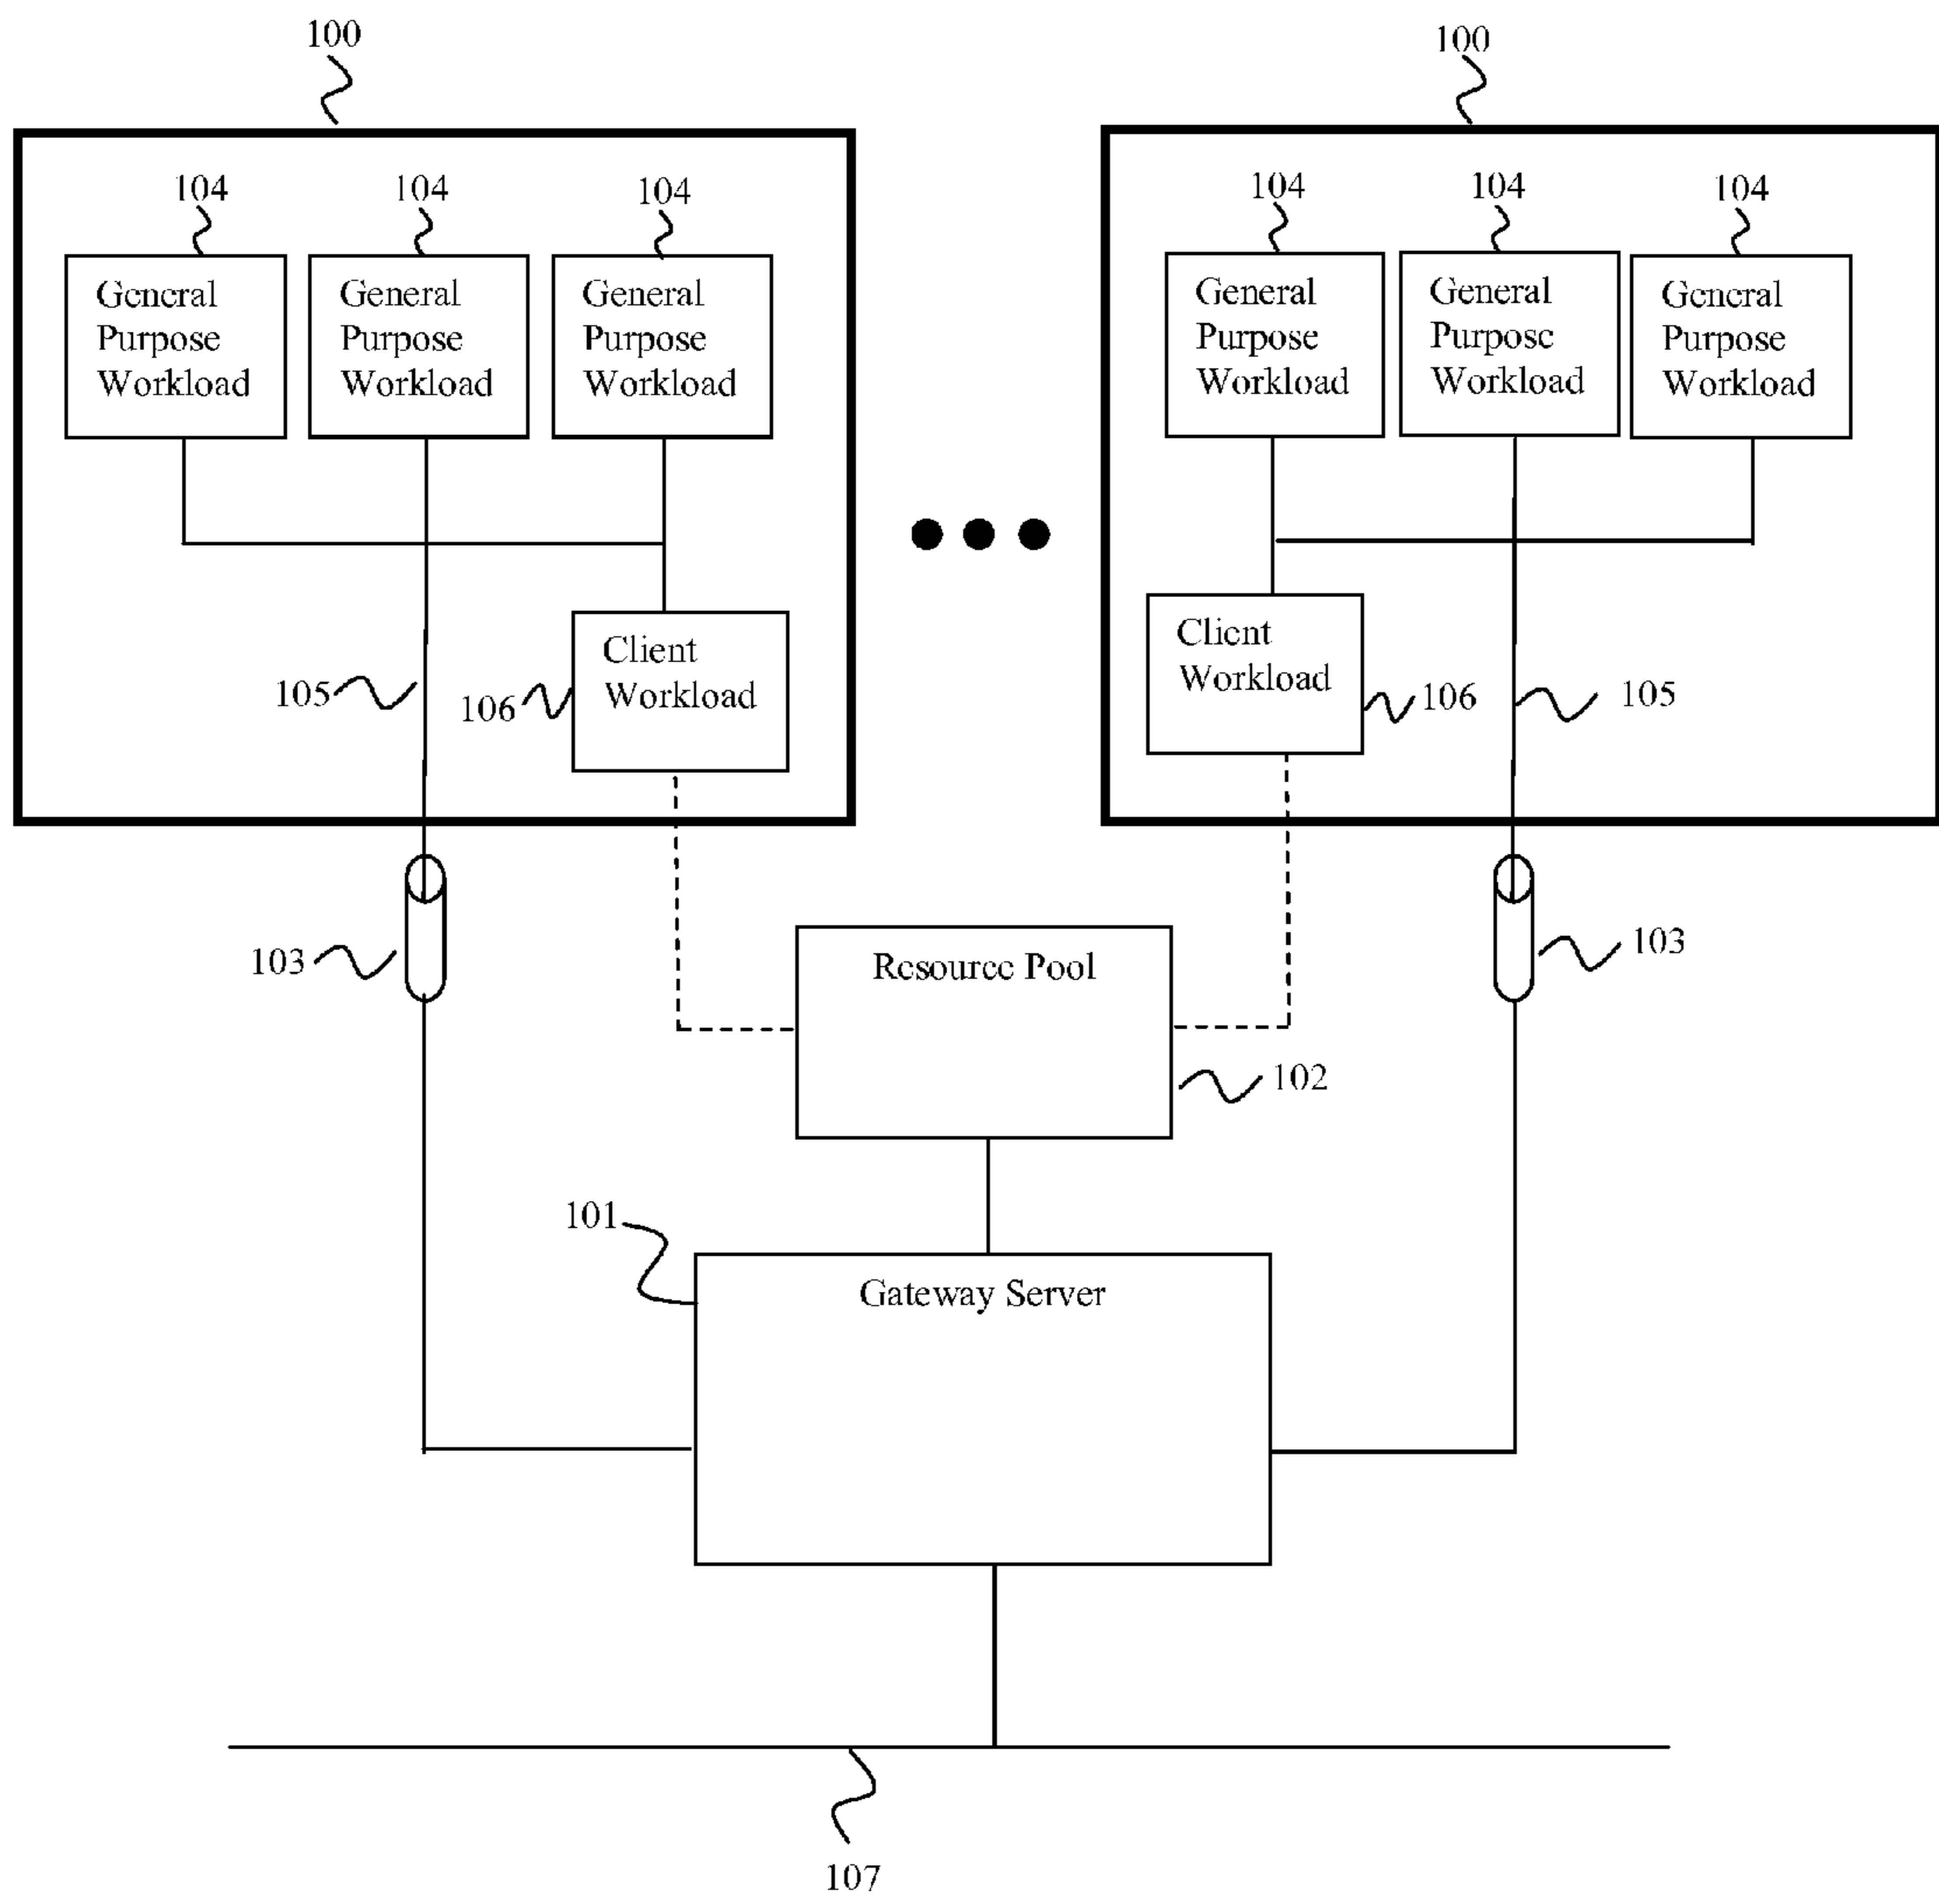 100
100
104
104
104
104
104
104
General
Purpose
Workload
General
Purpose
Workload
General
Purpose
Workload
General
Purpose
Workload
General
Purpose
Workload
General
Purpose
Workload
Client
Workload
105
106
Client
Workload
106
105
103
103
Resource Pool
102
101
Gateway Server
107